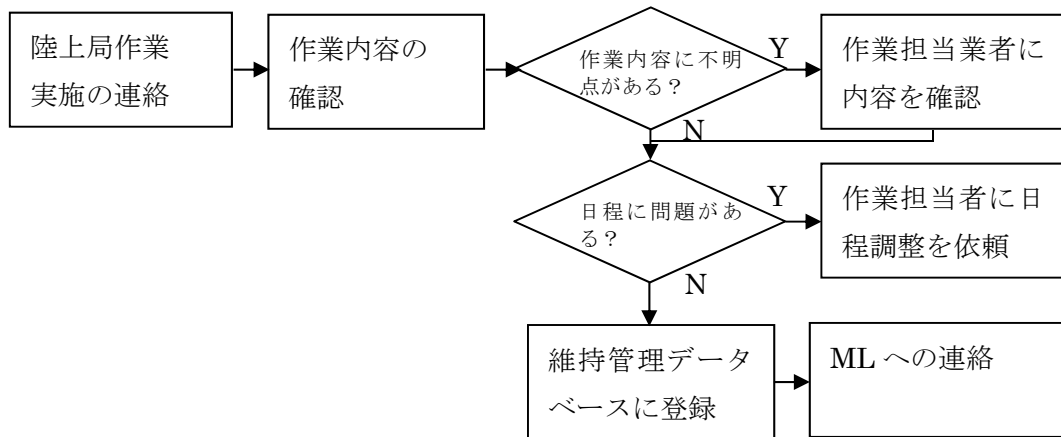 陸上局作業
実施の連絡
作業内容の
確認
作業内容に不明
点がある？
Y
作業担当業者に
内容を確認
N
日程に問題があ
る？
Y
作業担当者に日
程調整を依頼
N
維持管理データ
ベースに登録
ML への連絡